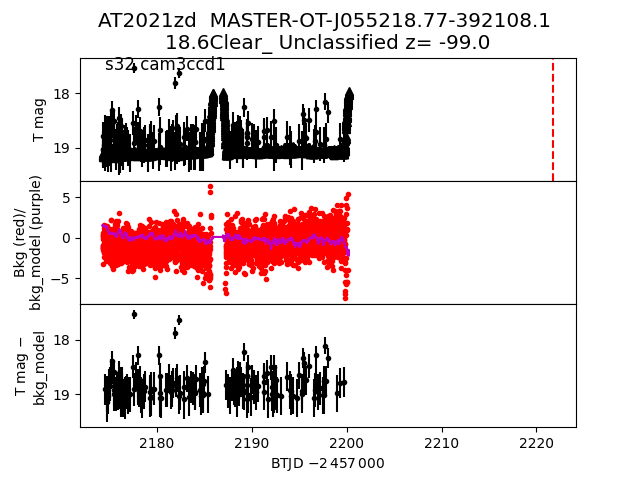 AT2021zd  MASTER-OT-J055218.77-392108.1
18.6Clear_ Unclassified z= -99.0
s32 cam3ccd1
18
19
T mag
5
0
−5
Bkg (red)/
bkg_model (purple)
18
19
T mag −
bkg_model
2180
2190
2200
2210
2220
BTJD −2 457 000